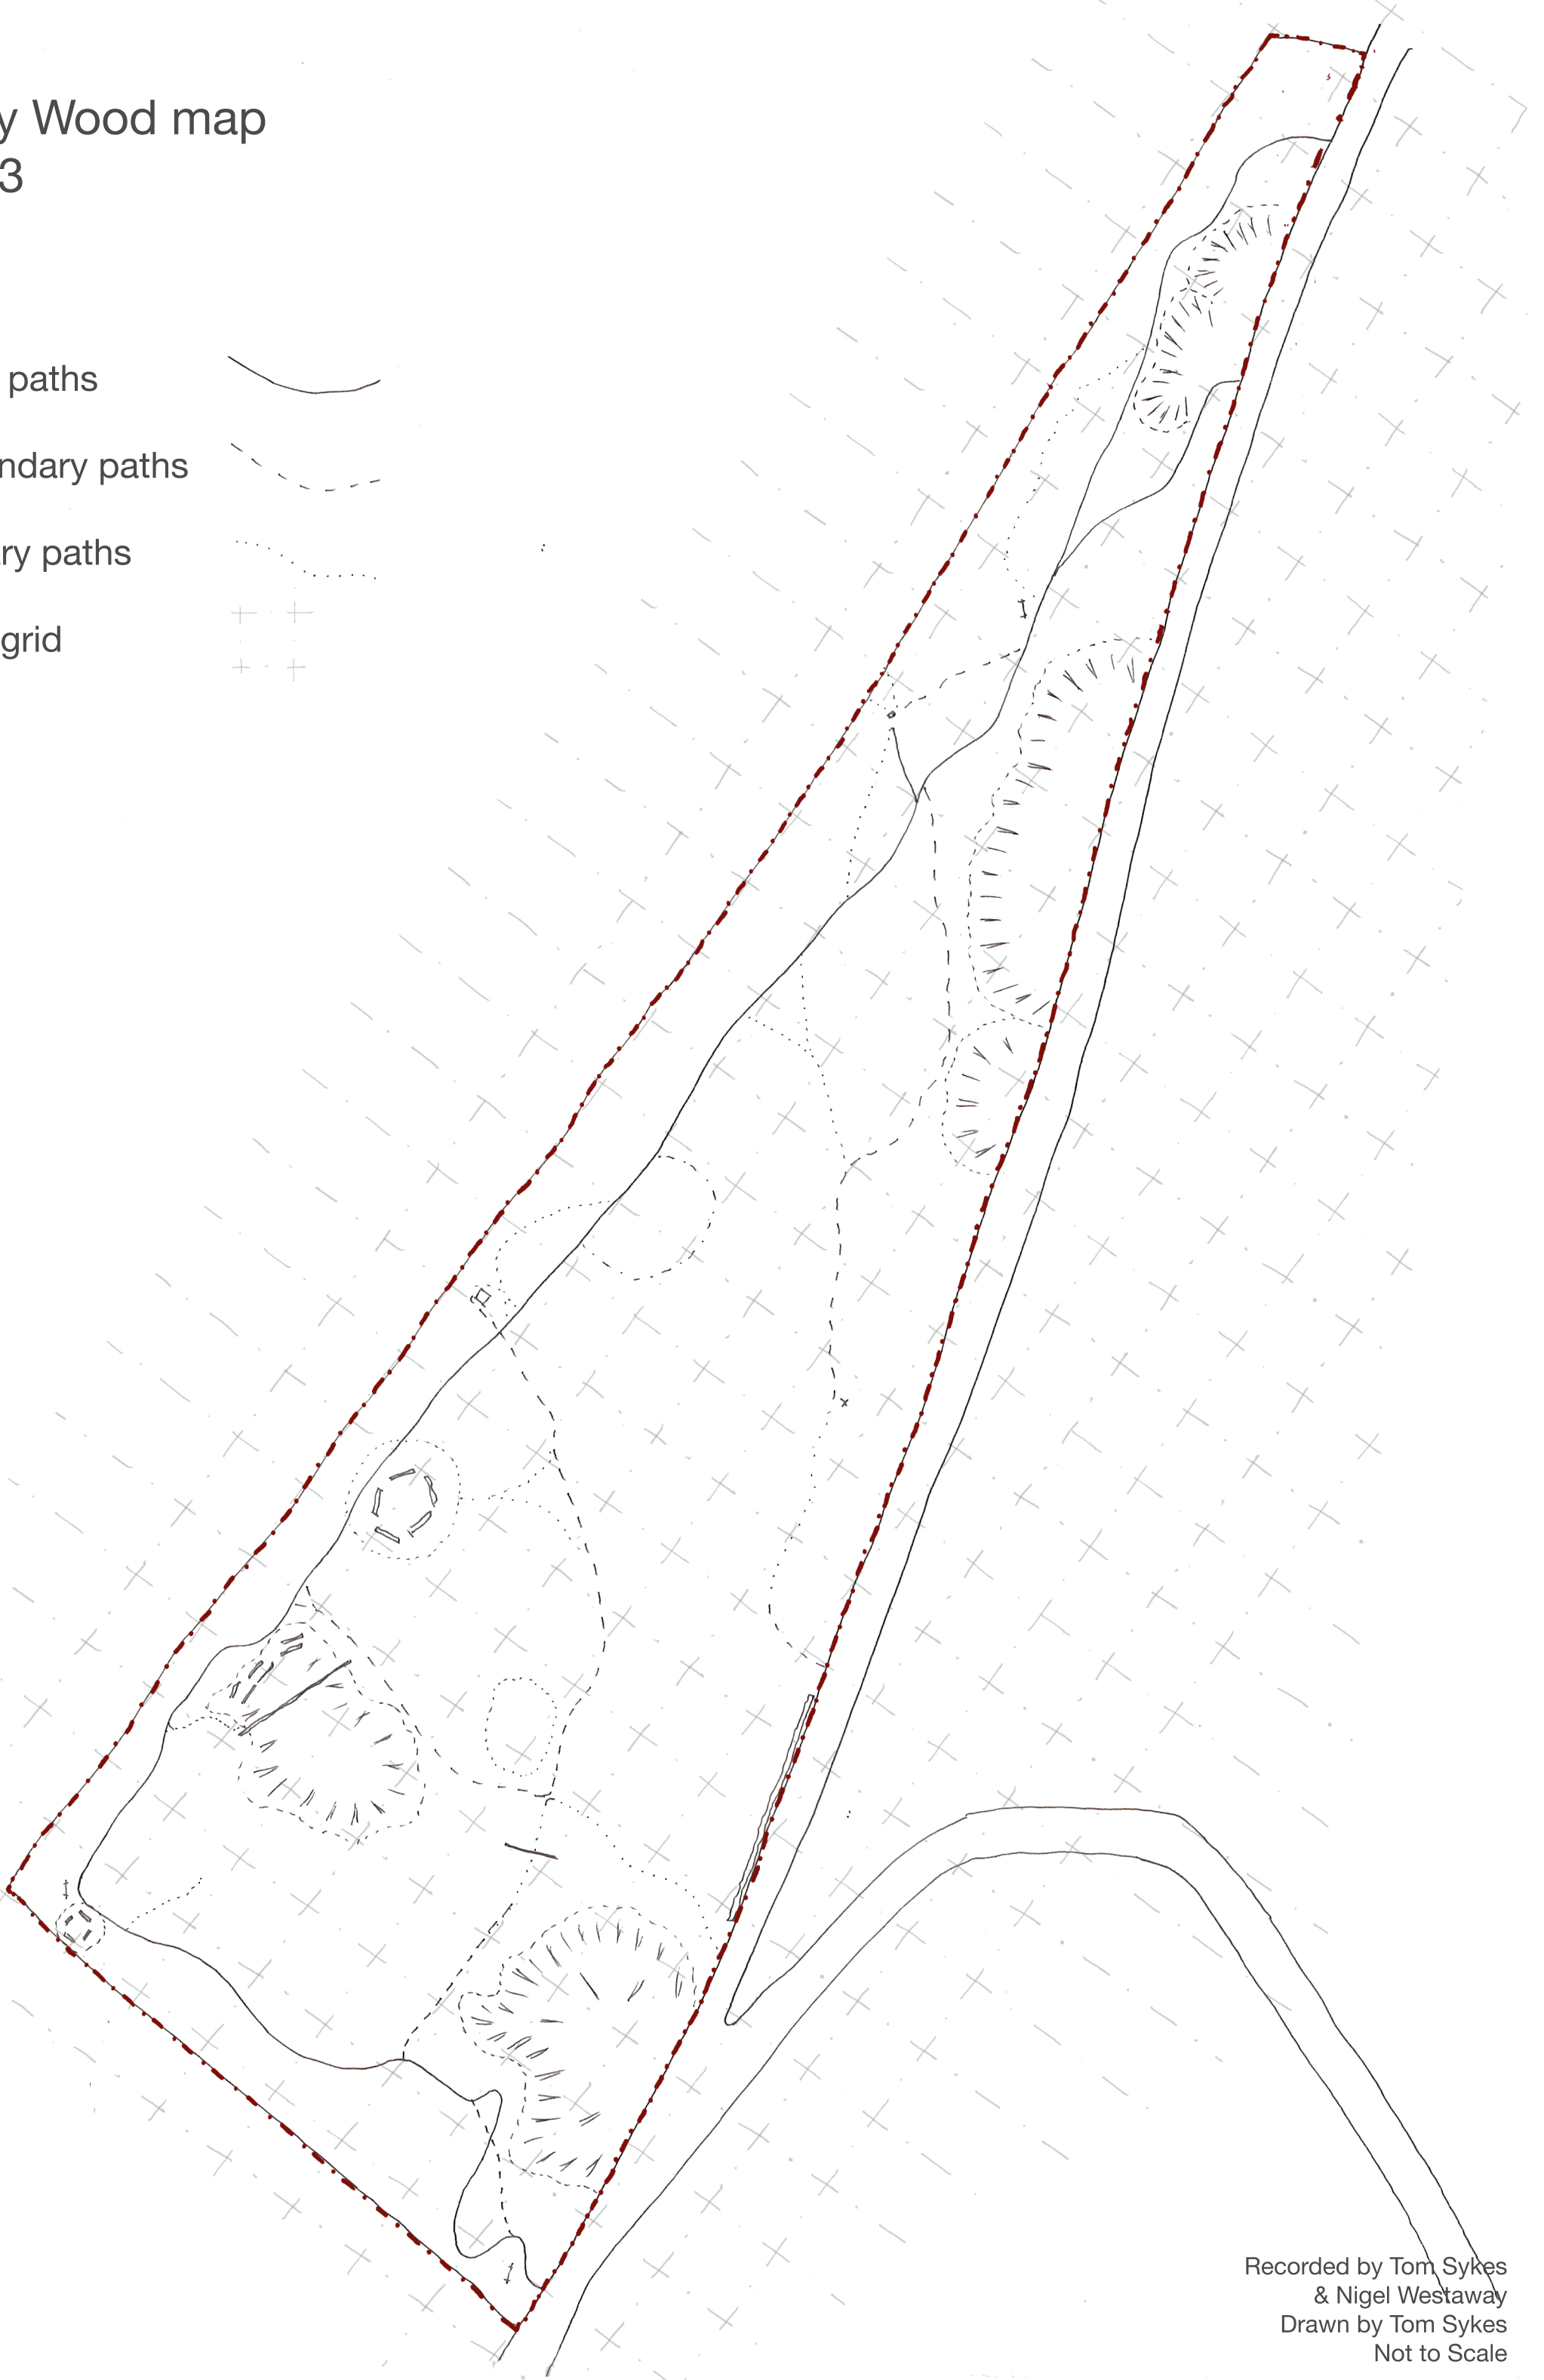 y Wood map
3
paths
ndary paths
ry paths
grid
Recorded by Tom Sykes
& Nigel Westaway
Drawn by Tom Sykes
Not to Scale